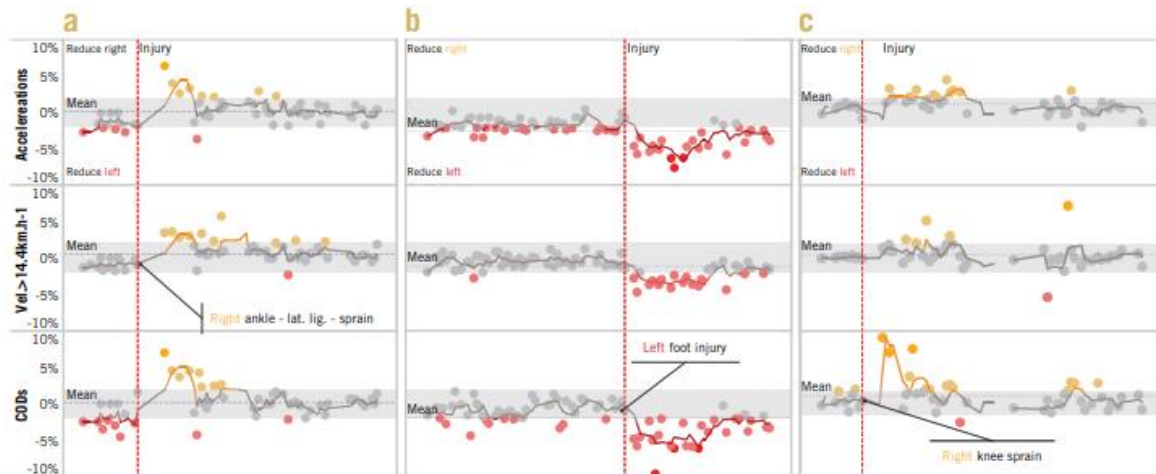 a
b
c
Accelereations
10%
5%
0%
-5%
-10%
Reduce right
Injury
Mean
Reduce left
Reduce right
Injury
Mean
Reduce left
Reduce right
Injury
Reduce left
Vel.>14.4km.h-1
10%
5%
0%
-5%
-10%
Mean
Right ankle - lat. lig. - sprain
Mean
Mean
CODs
10%
5%
0%
-5%
-10%
Mean
Mean
Left foot injury
Mean
Right knee sprain